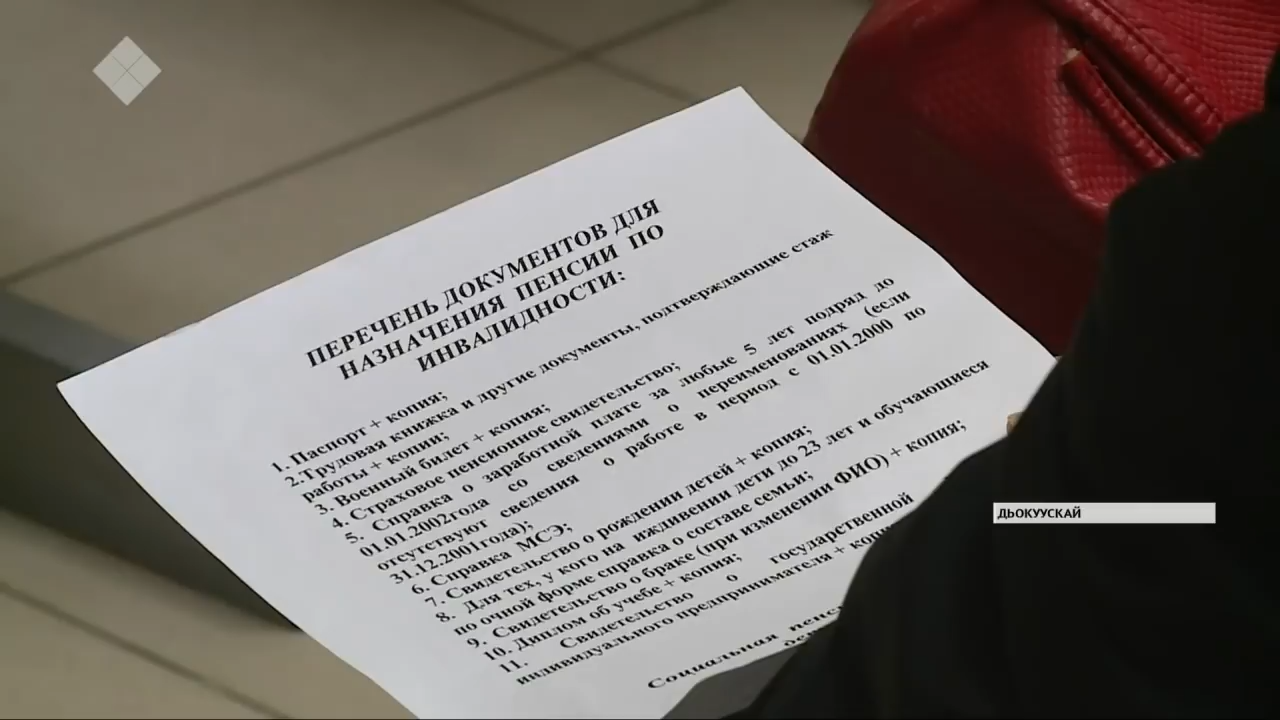 ПЕРЕЧЕНЬ ДОКУМЕНТОВ ДЛЯ
НАЗНАЧЕНИЯ ПЕНСИИ ПО
ИНВАЛИДНОСТИ:
1. Паспорт + копия;
2. Трудовая книжка и другие документы, подтверждающие стаж
работы + копии;
3. Военный билет + копия;
4. Страховое пенсионное свидетельство;
5. Справка о заработной плате за любые 5 лет подряд до
01.01.2002года со сведениями о переименованиях (если
отсутствуют сведения о работе в период с 01.01.2000 по
31.12.2001года);
6. Справка МСЭ;
7. Свидетельство о рождении детей + копия;
8. Для тех, у кого на иждивении дети до 23 лет и обучающиеся
по очной форме справка о составе семьи;
9. Свидетельство о браке (при изменении ФИО) + копия;
10. Диплом об учебе + копия;
11. Свидетельство о государственной
индивидуального предпринимателя +
Социальная
ДЬОКУУСКАЙ